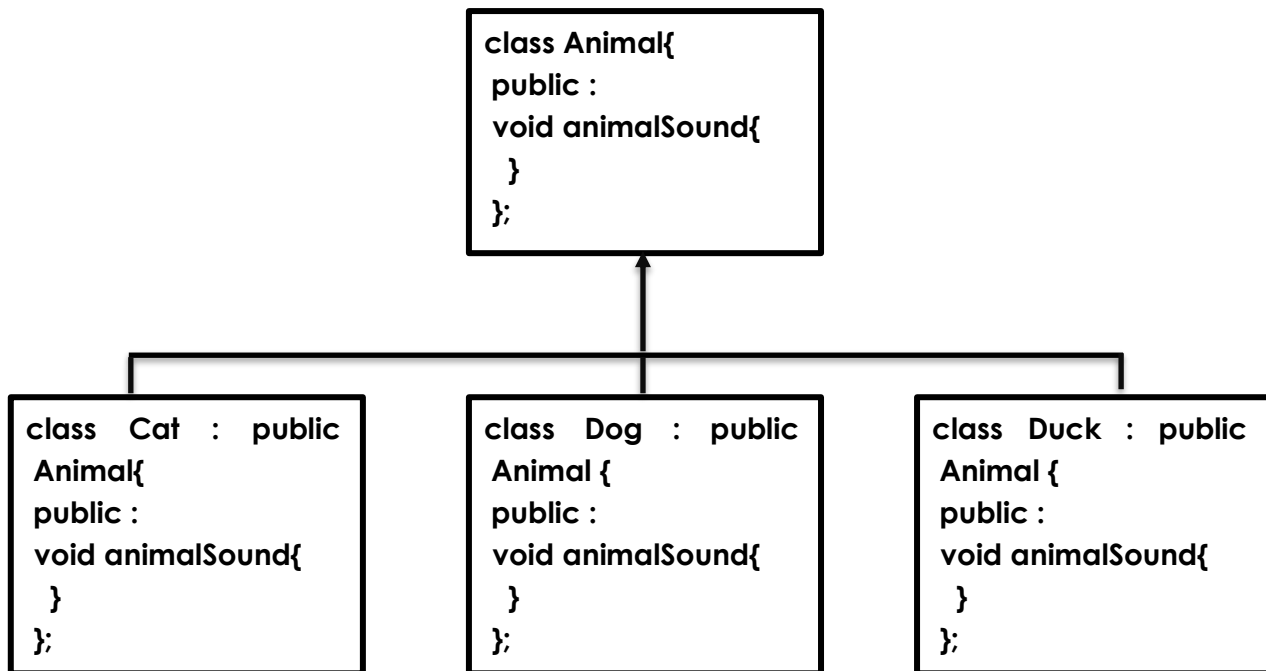 class Animal{
public :
void animalSound{
}
};
class Cat : public
Animal{
public :
void animalSound{
}
};
class Dog : public
Animal {
public :
void animalSound{
}
};
class Duck : public
Animal {
public :
void animalSound{
}
};